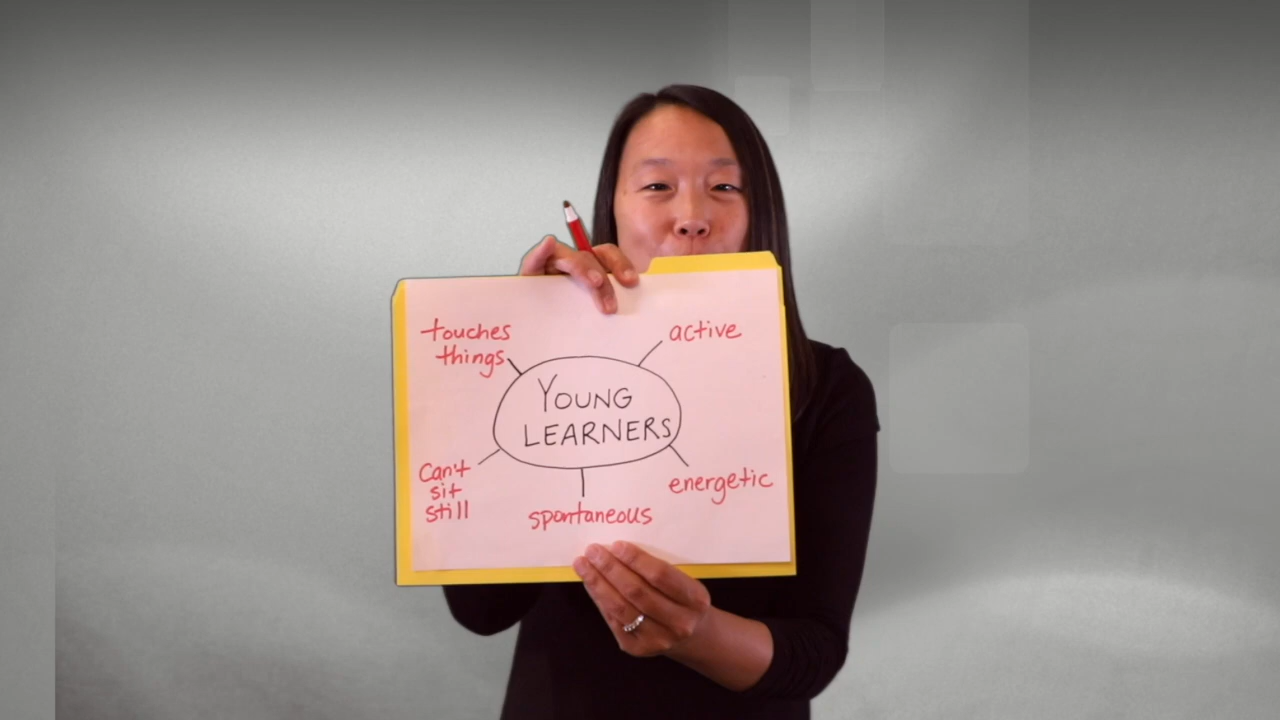 touches
things
active
YOUNG
LEARNERS
Can't
sit
still
energetic
spontaneous